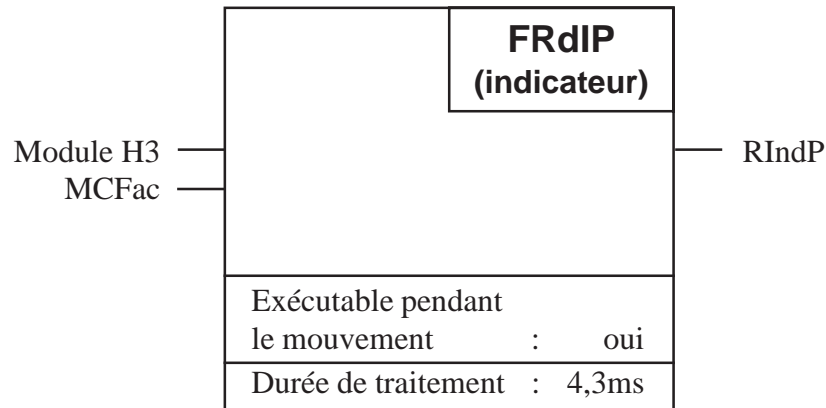 FRdIP
(indicateur)
Module H3
RIndP
MCFac
Exécutable pendant
le mouvement : oui
Durée de traitement : 4,3ms